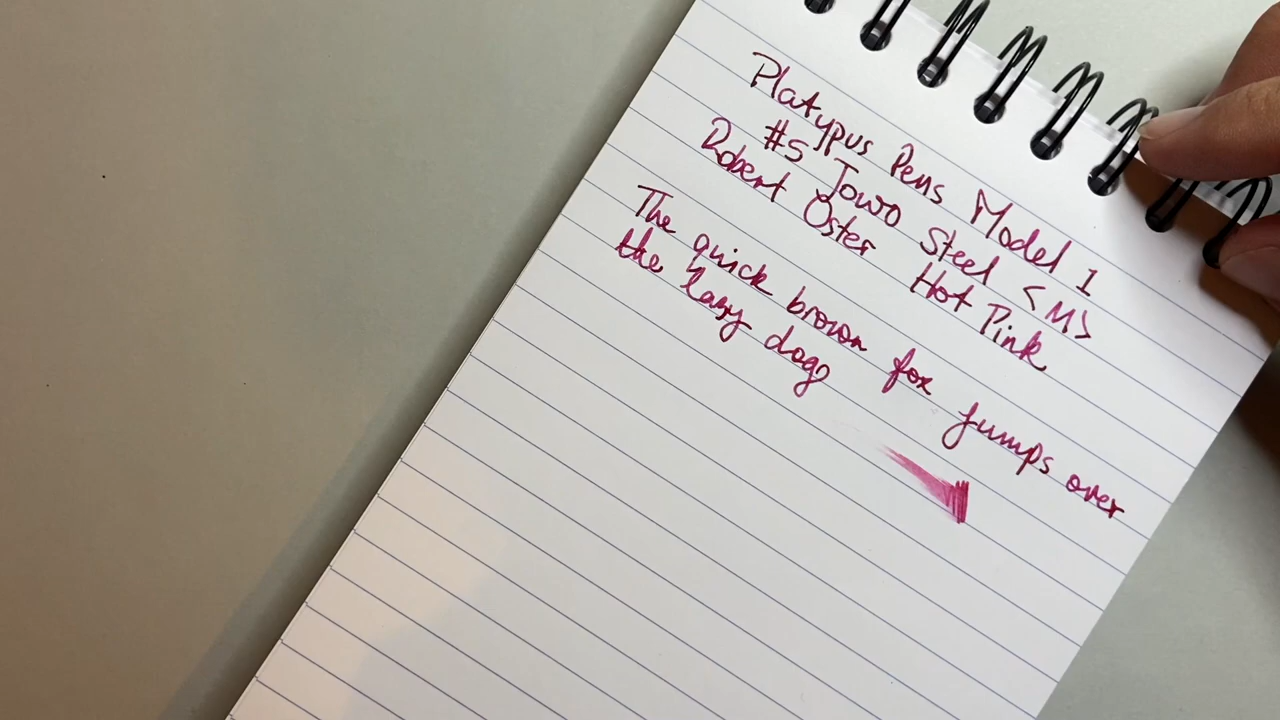 Platypus Pens Model 1
#5 Jowo Steel <M>
Robert Oster Hot Pink
The quick brown fox jumps over
the lazy dog